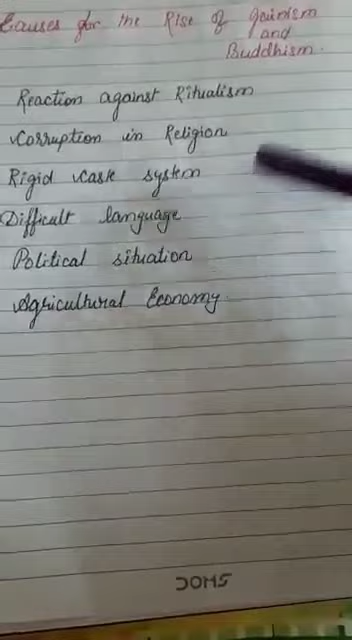 Causes for the Rise of Jainism
and
Buddhism.
Reaction against Ritualism
Corruption in Religion
Rigid Caste system
Difficult language
Political situation
Agricultural Economy.
DOMS